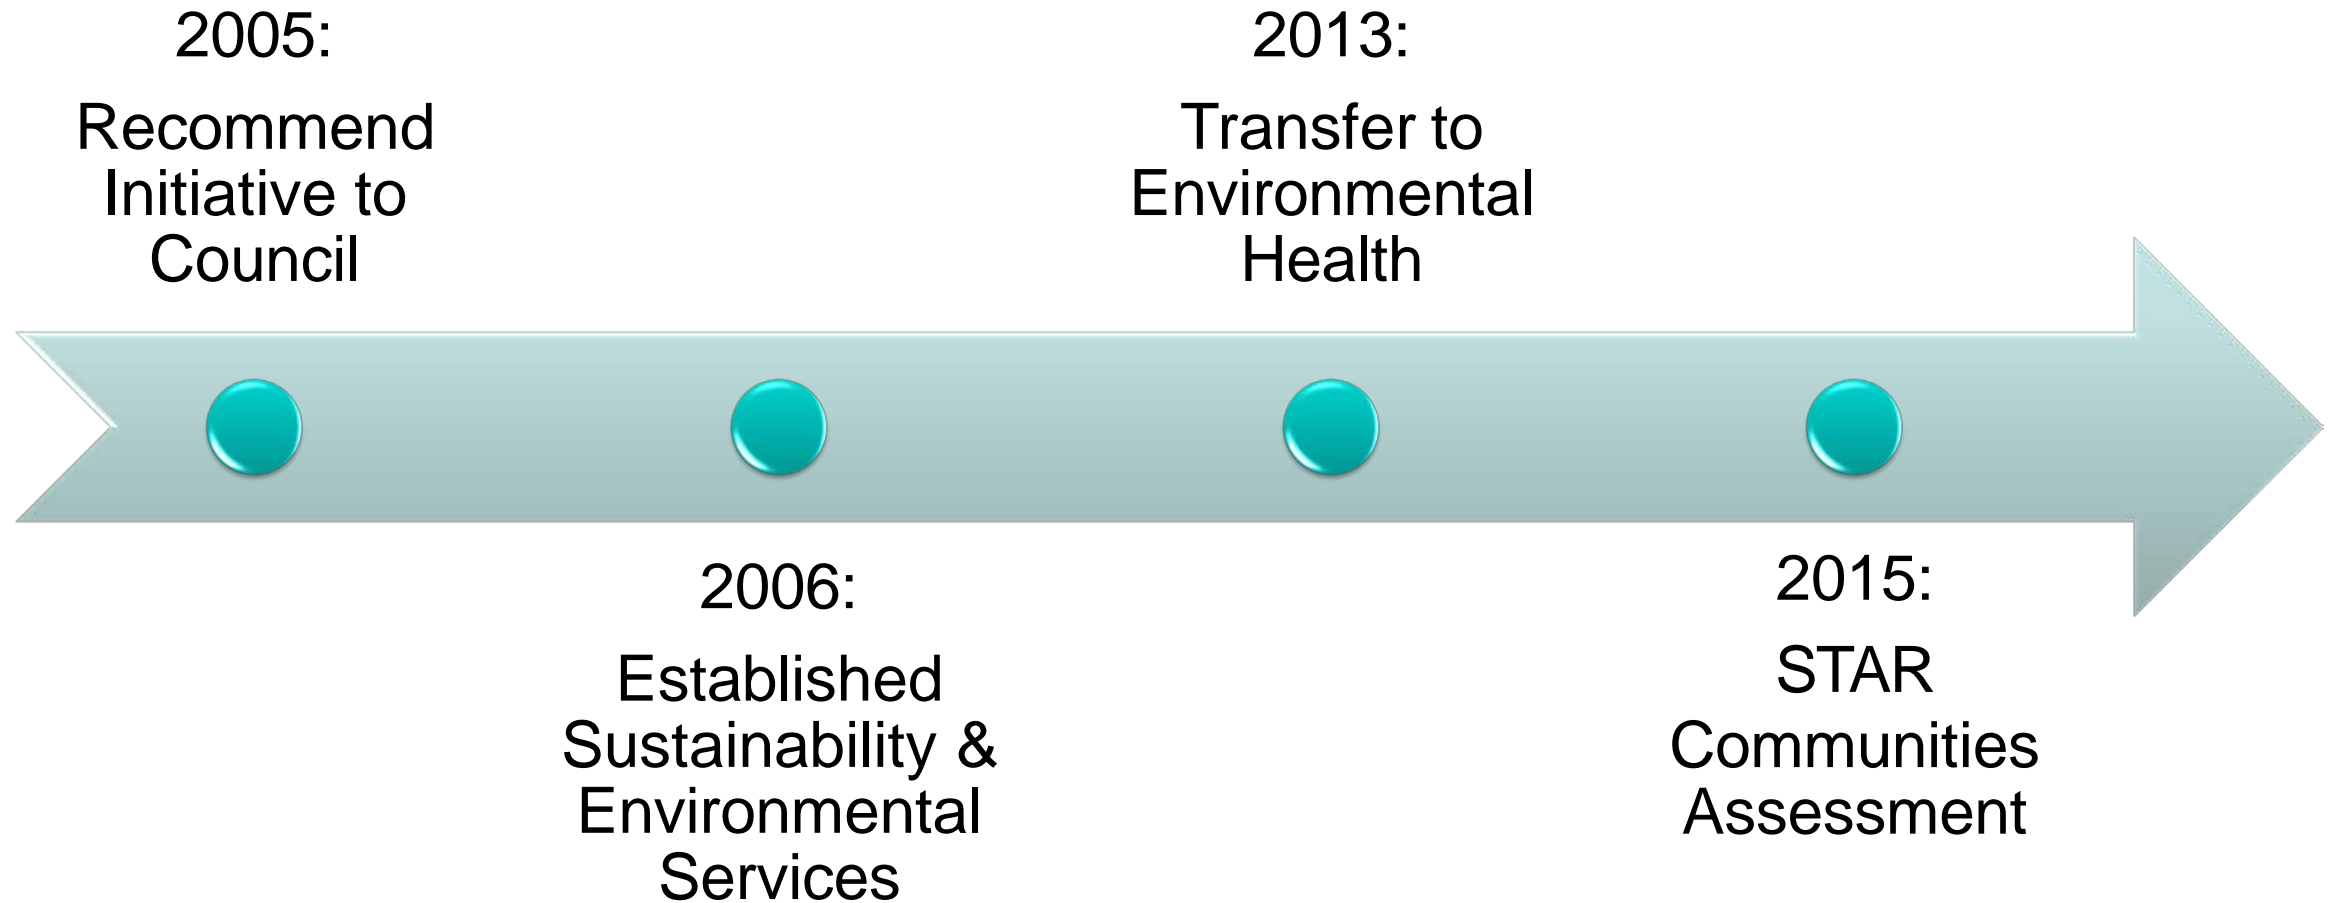 2005:
Recommend
Initiative to
Council
2006:
Established
Sustainability &
Environmental
Services
2013:
Transfer to
Environmental
Health
2015:
STAR
Communities
Assessment